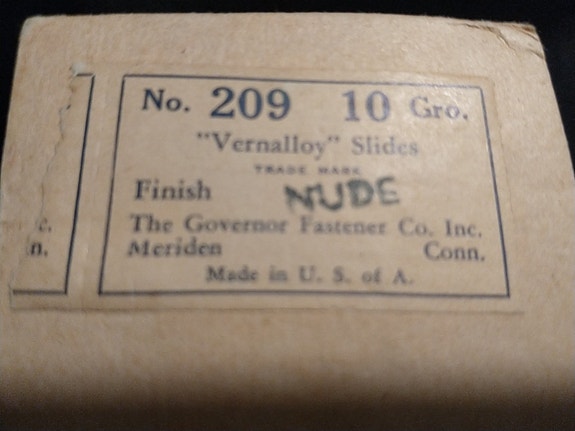 No. 209 10 Gro.
"Vernalloy" Slides
TRADE MARK
Finish NUDE
The Governor Fastener Co. Inc.
Meriden Conn.
Made in U. S. of A.
c.
n.